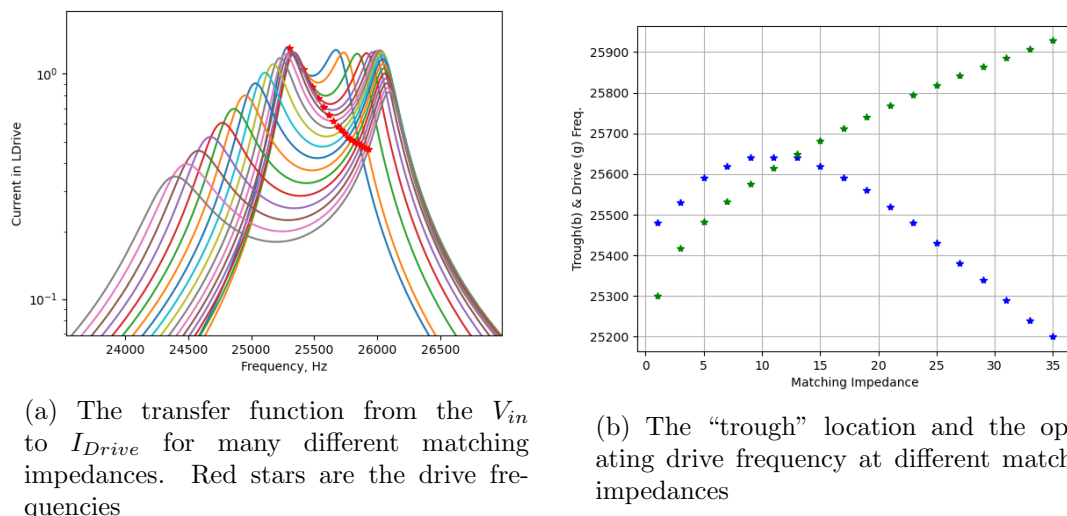 Current in LDrive
10⁰
10⁻¹
24000 24500 25000 25500 26000 26500
Frequency, Hz
Trough(b) & Drive (g) Freq.
25900
25800
25700
25600
25500
25400
25300
25200
0 5 10 15 20 25 30 35
Matching Impedance
(a) The transfer function from the V_in
to I_Drive for many different matching
impedances. Red stars are the drive fre-
quencies
(b) The “trough” location and the op
ating drive frequency at different match
impedances